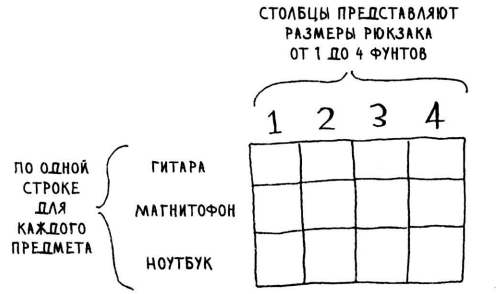 СТОЛБЦЫ ПРЕДСТАВЛЯЮТ
РАЗМЕРЫ РЮКЗАКА
ОТ 1 ДО 4 ФУНТОВ
1 2 3 4
ПО ОДНОЙ
СТРОКЕ
ДЛЯ
КАЖДОГО
ПРЕДМЕТА
ГИТАРА
МАГНИТОФОН
НОУТБУК